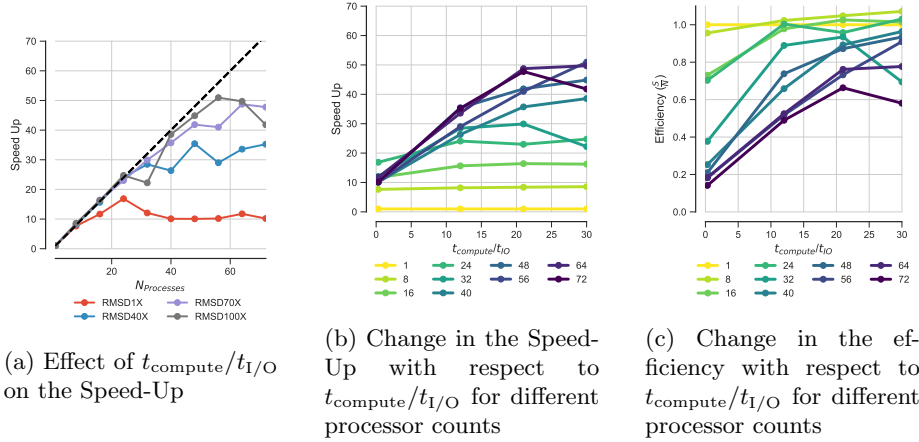 70
60
50
40
30
20
10
0
Speed Up
20
40
60
N_Processes
RMSD1X
RMSD40X
RMSD70X
RMSD100X
(a) Effect of t_compute/t_I/O
on the Speed-Up
70
60
50
40
30
20
10
0
Speed Up
0
5
10
15
20
25
30
t_compute/t_IO
1
8
16
24
32
40
48
56
64
72
(b) Change in the Speed-
Up with respect to
t_compute/t_I/O for different
processor counts
1.0
0.8
0.6
0.4
0.2
0.0
Efficiency (S/N)
0
5
10
15
20
25
30
t_compute/t_IO
1
8
16
24
32
40
48
56
64
72
(c) Change in the ef-
ficiency with respect to
t_compute/t_I/O for different
processor counts